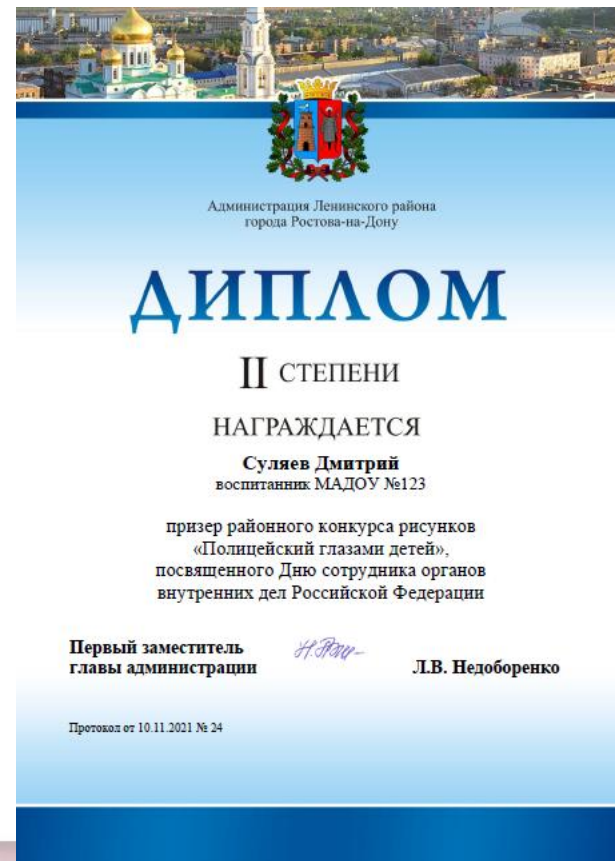 Администрация Ленинского района
города Ростова-на-Дону
ДИПЛОМ
II СТЕПЕНИ
НАГРАЖДАЕТСЯ
Суляев Дмитрий
воспитанник МАДОУ №123
призер районного конкурса рисунков
«Полицейский глазами детей»,
посвященного Дню сотрудника органов
внутренних дел Российской Федерации
Первый заместитель
главы администрации
Л.В. Недоборенко
Протокол от 10.11.2021 № 24